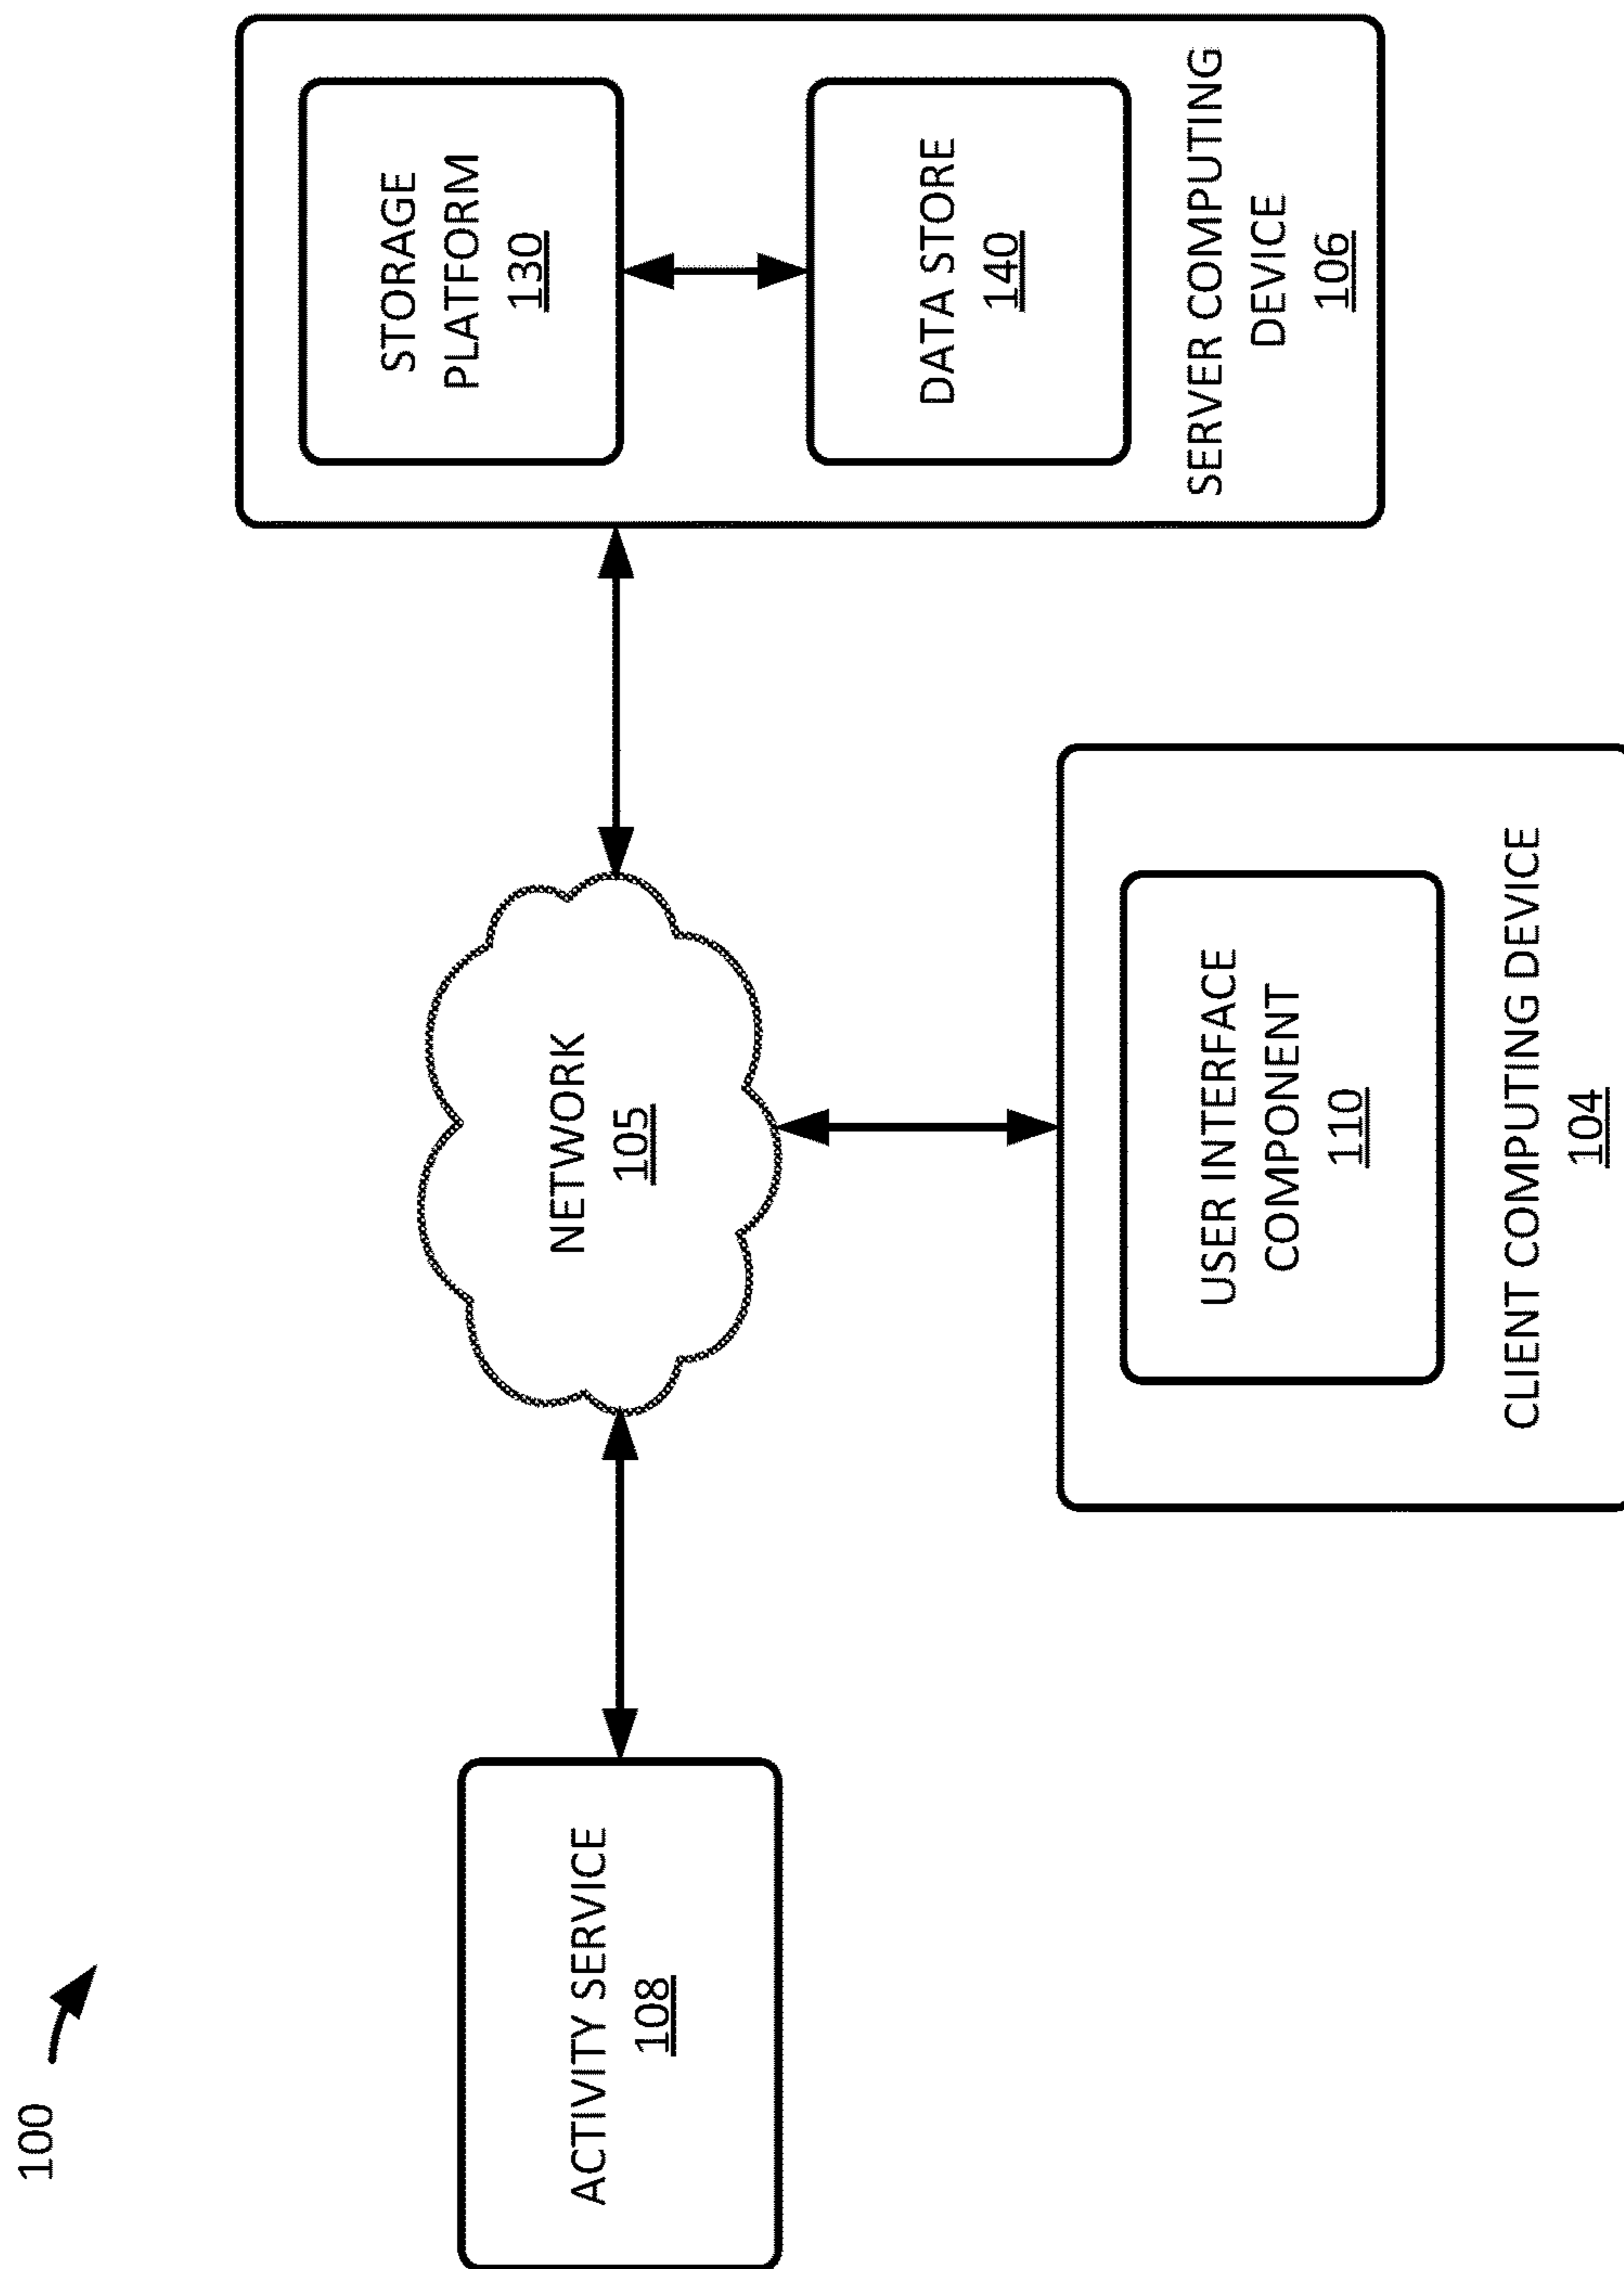 100
ACTIVITY SERVICE
108
NETWORK
105
USER INTERFACE
COMPONENT
110
CLIENT COMPUTING DEVICE
104
STORAGE
PLATFORM
130
DATA STORE
140
SERVER COMPUTING
DEVICE
106